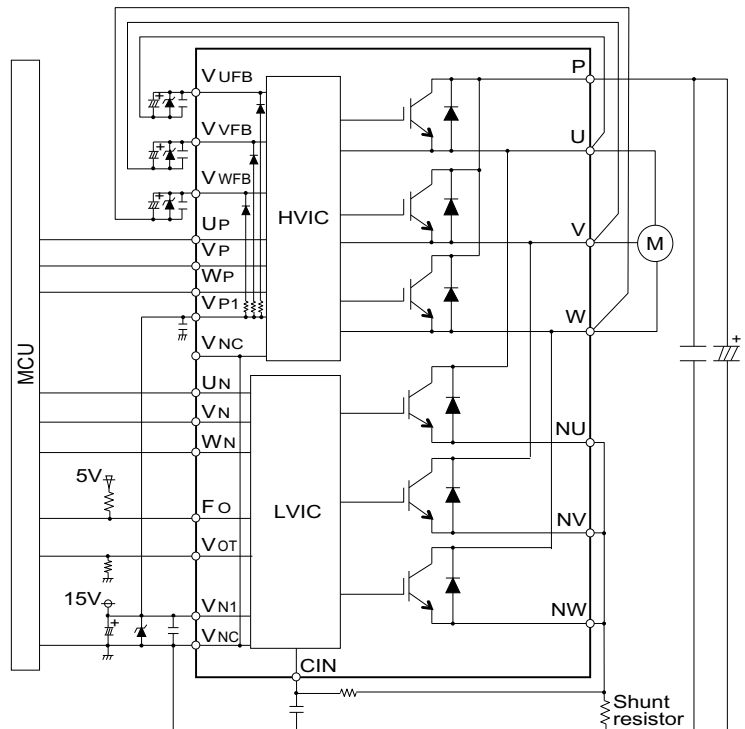 P
VUFB
U
VVFB
VWFB
HVIC
UP
V
VP
M
WP
VP1
W
VNC
MCU
UN
VN
NU
WN
5V
FO
LVIC
NV
VOT
15V
VN1
NW
VNC
CIN
Shunt
resistor